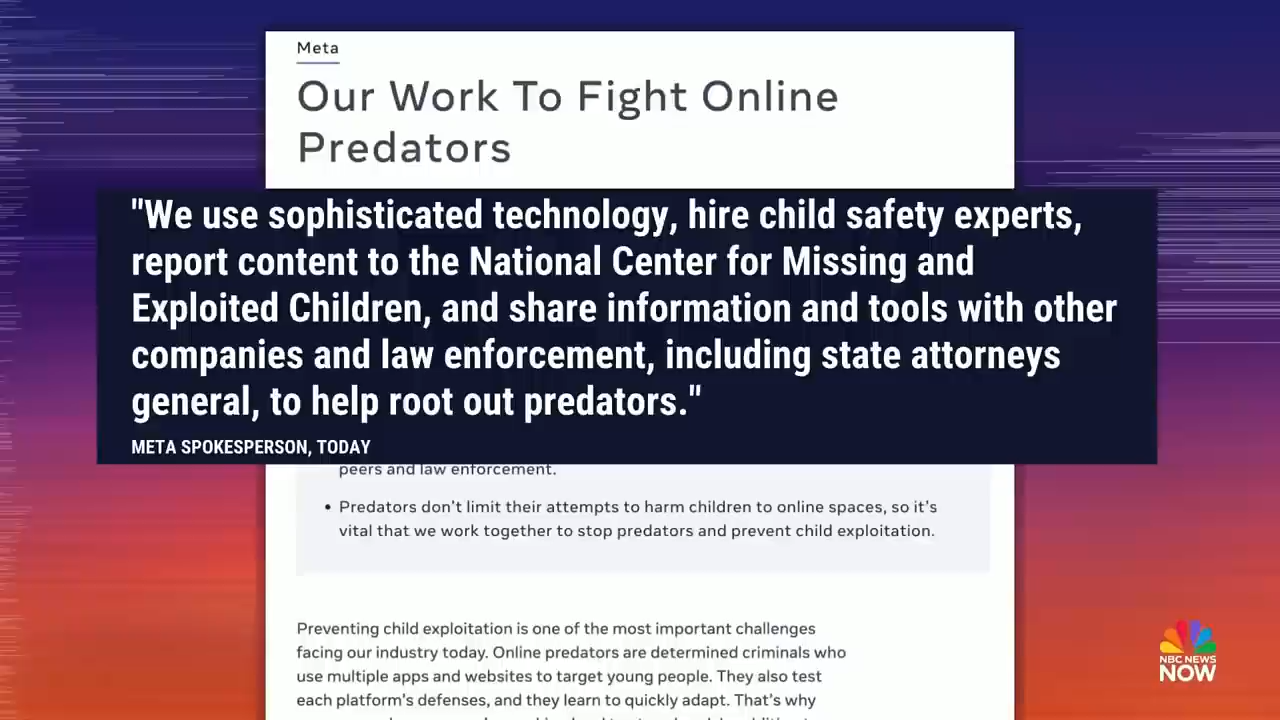 Meta
Our Work To Fight Online
Predators
"We use sophisticated technology, hire child safety experts,
report content to the National Center for Missing and
Exploited Children, and share information and tools with other
companies and law enforcement, including state attorneys
general, to help root out predators."
META SPOKESPERSON, TODAY
peers and law enforcement.
• Predators don’t limit their attempts to harm children to online spaces, so it’s
vital that we work together to stop predators and prevent child exploitation.
Preventing child exploitation is one of the most important challenges
facing our industry today. Online predators are determined criminals who
use multiple apps and websites to target young people. They also test
each platform’s defenses, and they learn to quickly adapt. That’s why
NBC NEWS
NOW